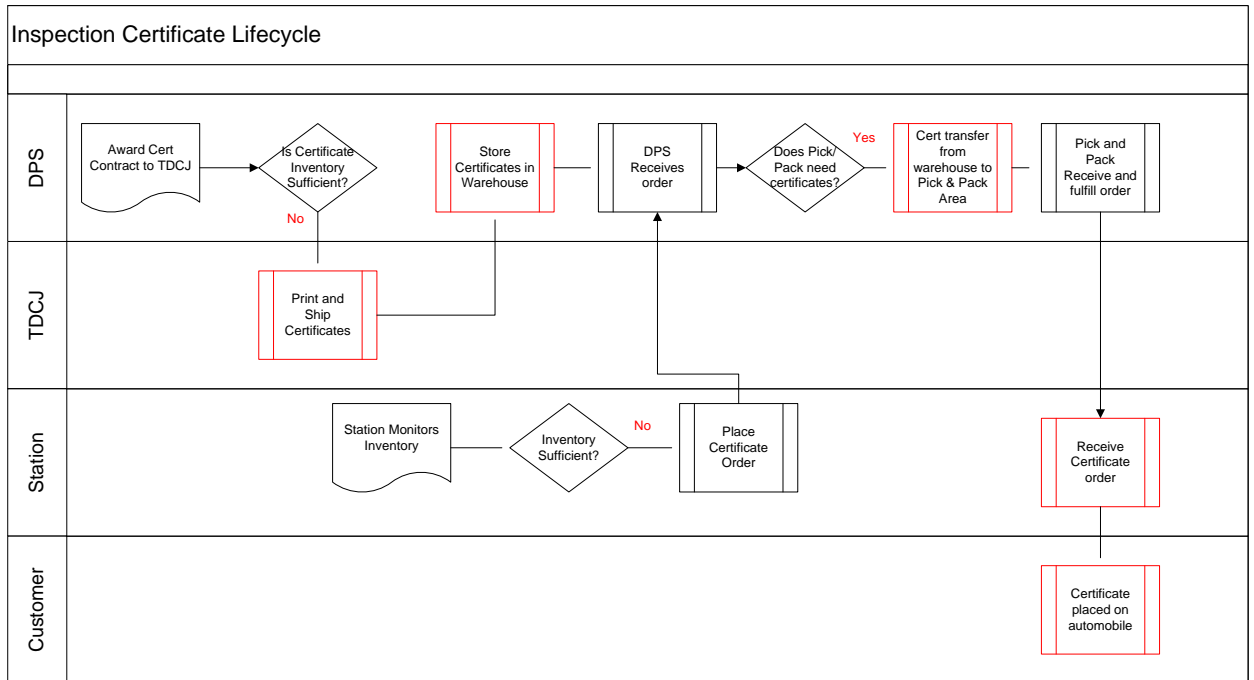 Inspection Certificate Lifecycle
DPS
Award Cert
Contract to TDCJ
Is Certificate
Inventory
Sufficient?
No
Store
Certificates in
Warehouse
DPS
Receives
order
Does Pick/
Pack need
certificates?
Yes
Cert transfer
from
warehouse to
Pick & Pack
Area
Pick and
Pack
Receive and
fulfill order
TDCJ
Print and
Ship
Certificates
Station
Station Monitors
Inventory
Inventory
Sufficient?
No
Place
Certificate
Order
Receive
Certificate
order
Customer
Certificate
placed on
automobile